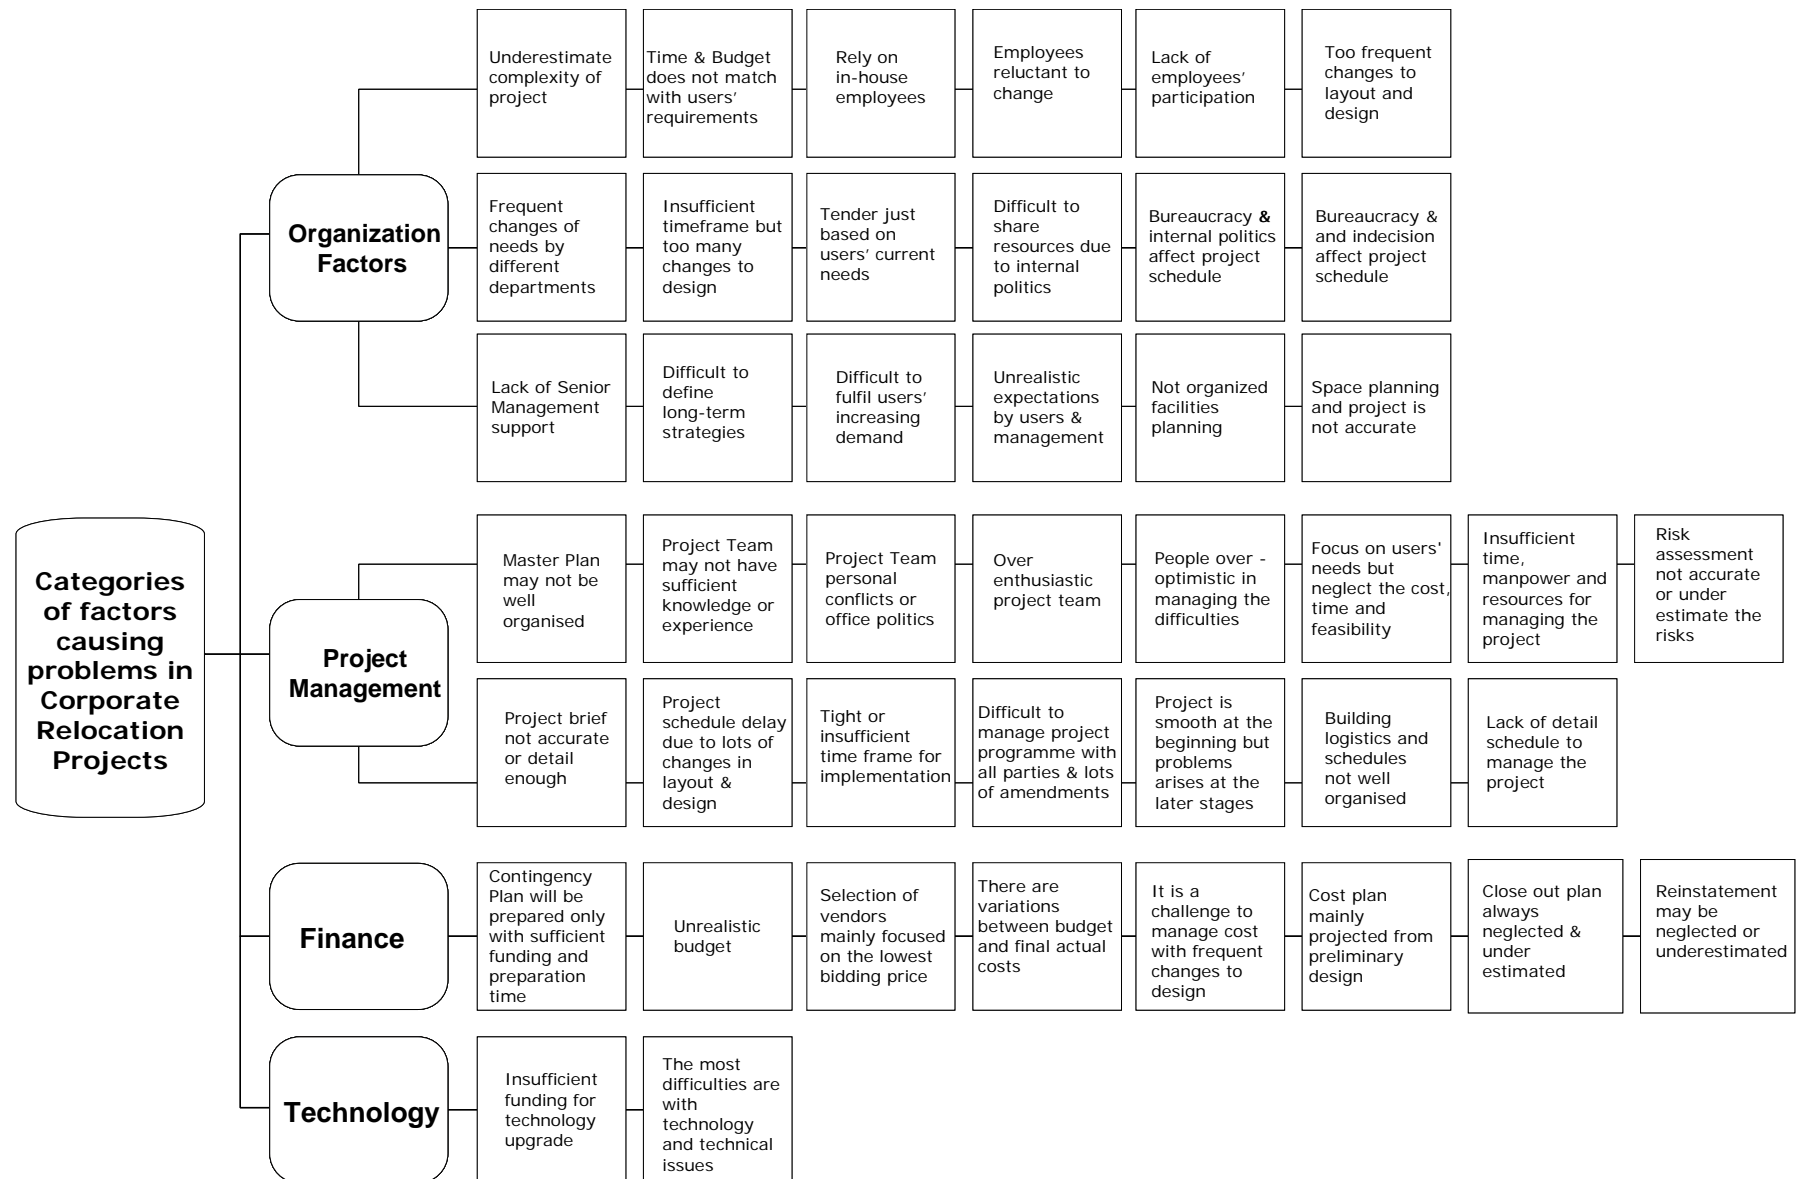 Categories
of factors
causing
problems in
Corporate
Relocation
Projects
Organization
Factors
Underestimate
complexity of
project
Time & Budget
does not match
with users’
requirements
Rely on
in-house
employees
Employees
reluctant to
change
Lack of
employees’
participation
Too frequent
changes to
layout and
design
Frequent
changes of
needs by
different
departments
Insufficient
timeframe but
too many
changes to
design
Tender just
based on
users’ current
needs
Difficult to
share
resources due
to internal
politics
Bureaucracy &
internal politics
affect project
schedule
Bureaucracy &
and indecision
affect project
schedule
Lack of Senior
Management
support
Difficult to
define
long-term
strategies
Difficult to
fulfil users’
increasing
demand
Unrealistic
expectations
by users &
management
Not organized
facilities
planning
Space planning
and project is
not accurate
Project
Management
Master Plan
may not be
well
organised
Project Team
may not have
sufficient
knowledge or
experience
Project Team
personal
conflicts or
office politics
Over
enthusiastic
project team
People over -
optimistic in
managing the
difficulties
Focus on users'
needs but
neglect the cost,
time and
feasibility
Insufficient
time,
manpower and
resources for
managing the
project
Risk
assessment
not accurate
or under
estimate the
risks
Project brief
not accurate
or detail
enough
Project
schedule delay
due to lots of
changes in
layout &
design
Tight or
insufficient
time frame for
implementation
Difficult to
manage project
programme with
all parties & lots
of amendments
Project is
smooth at the
beginning but
problems
arises at the
later stages
Building
logistics and
schedules
not well
organised
Lack of detail
schedule to
manage the
project
Finance
Contingency
Plan will be
prepared only
with sufficient
funding and
preparation
time
Unrealistic
budget
Selection of
vendors
mainly focused
on the lowest
bidding price
There are
variations
between budget
and final actual
costs
It is a
challenge to
manage cost
with frequent
changes to
design
Cost plan
mainly
projected from
preliminary
design
Close out plan
always
neglected &
under
estimated
Reinstatement
may be
neglected or
underestimated
Technology
Insufficient
funding for
technology
upgrade
The most
difficulties are
with
technology
and technical
issues